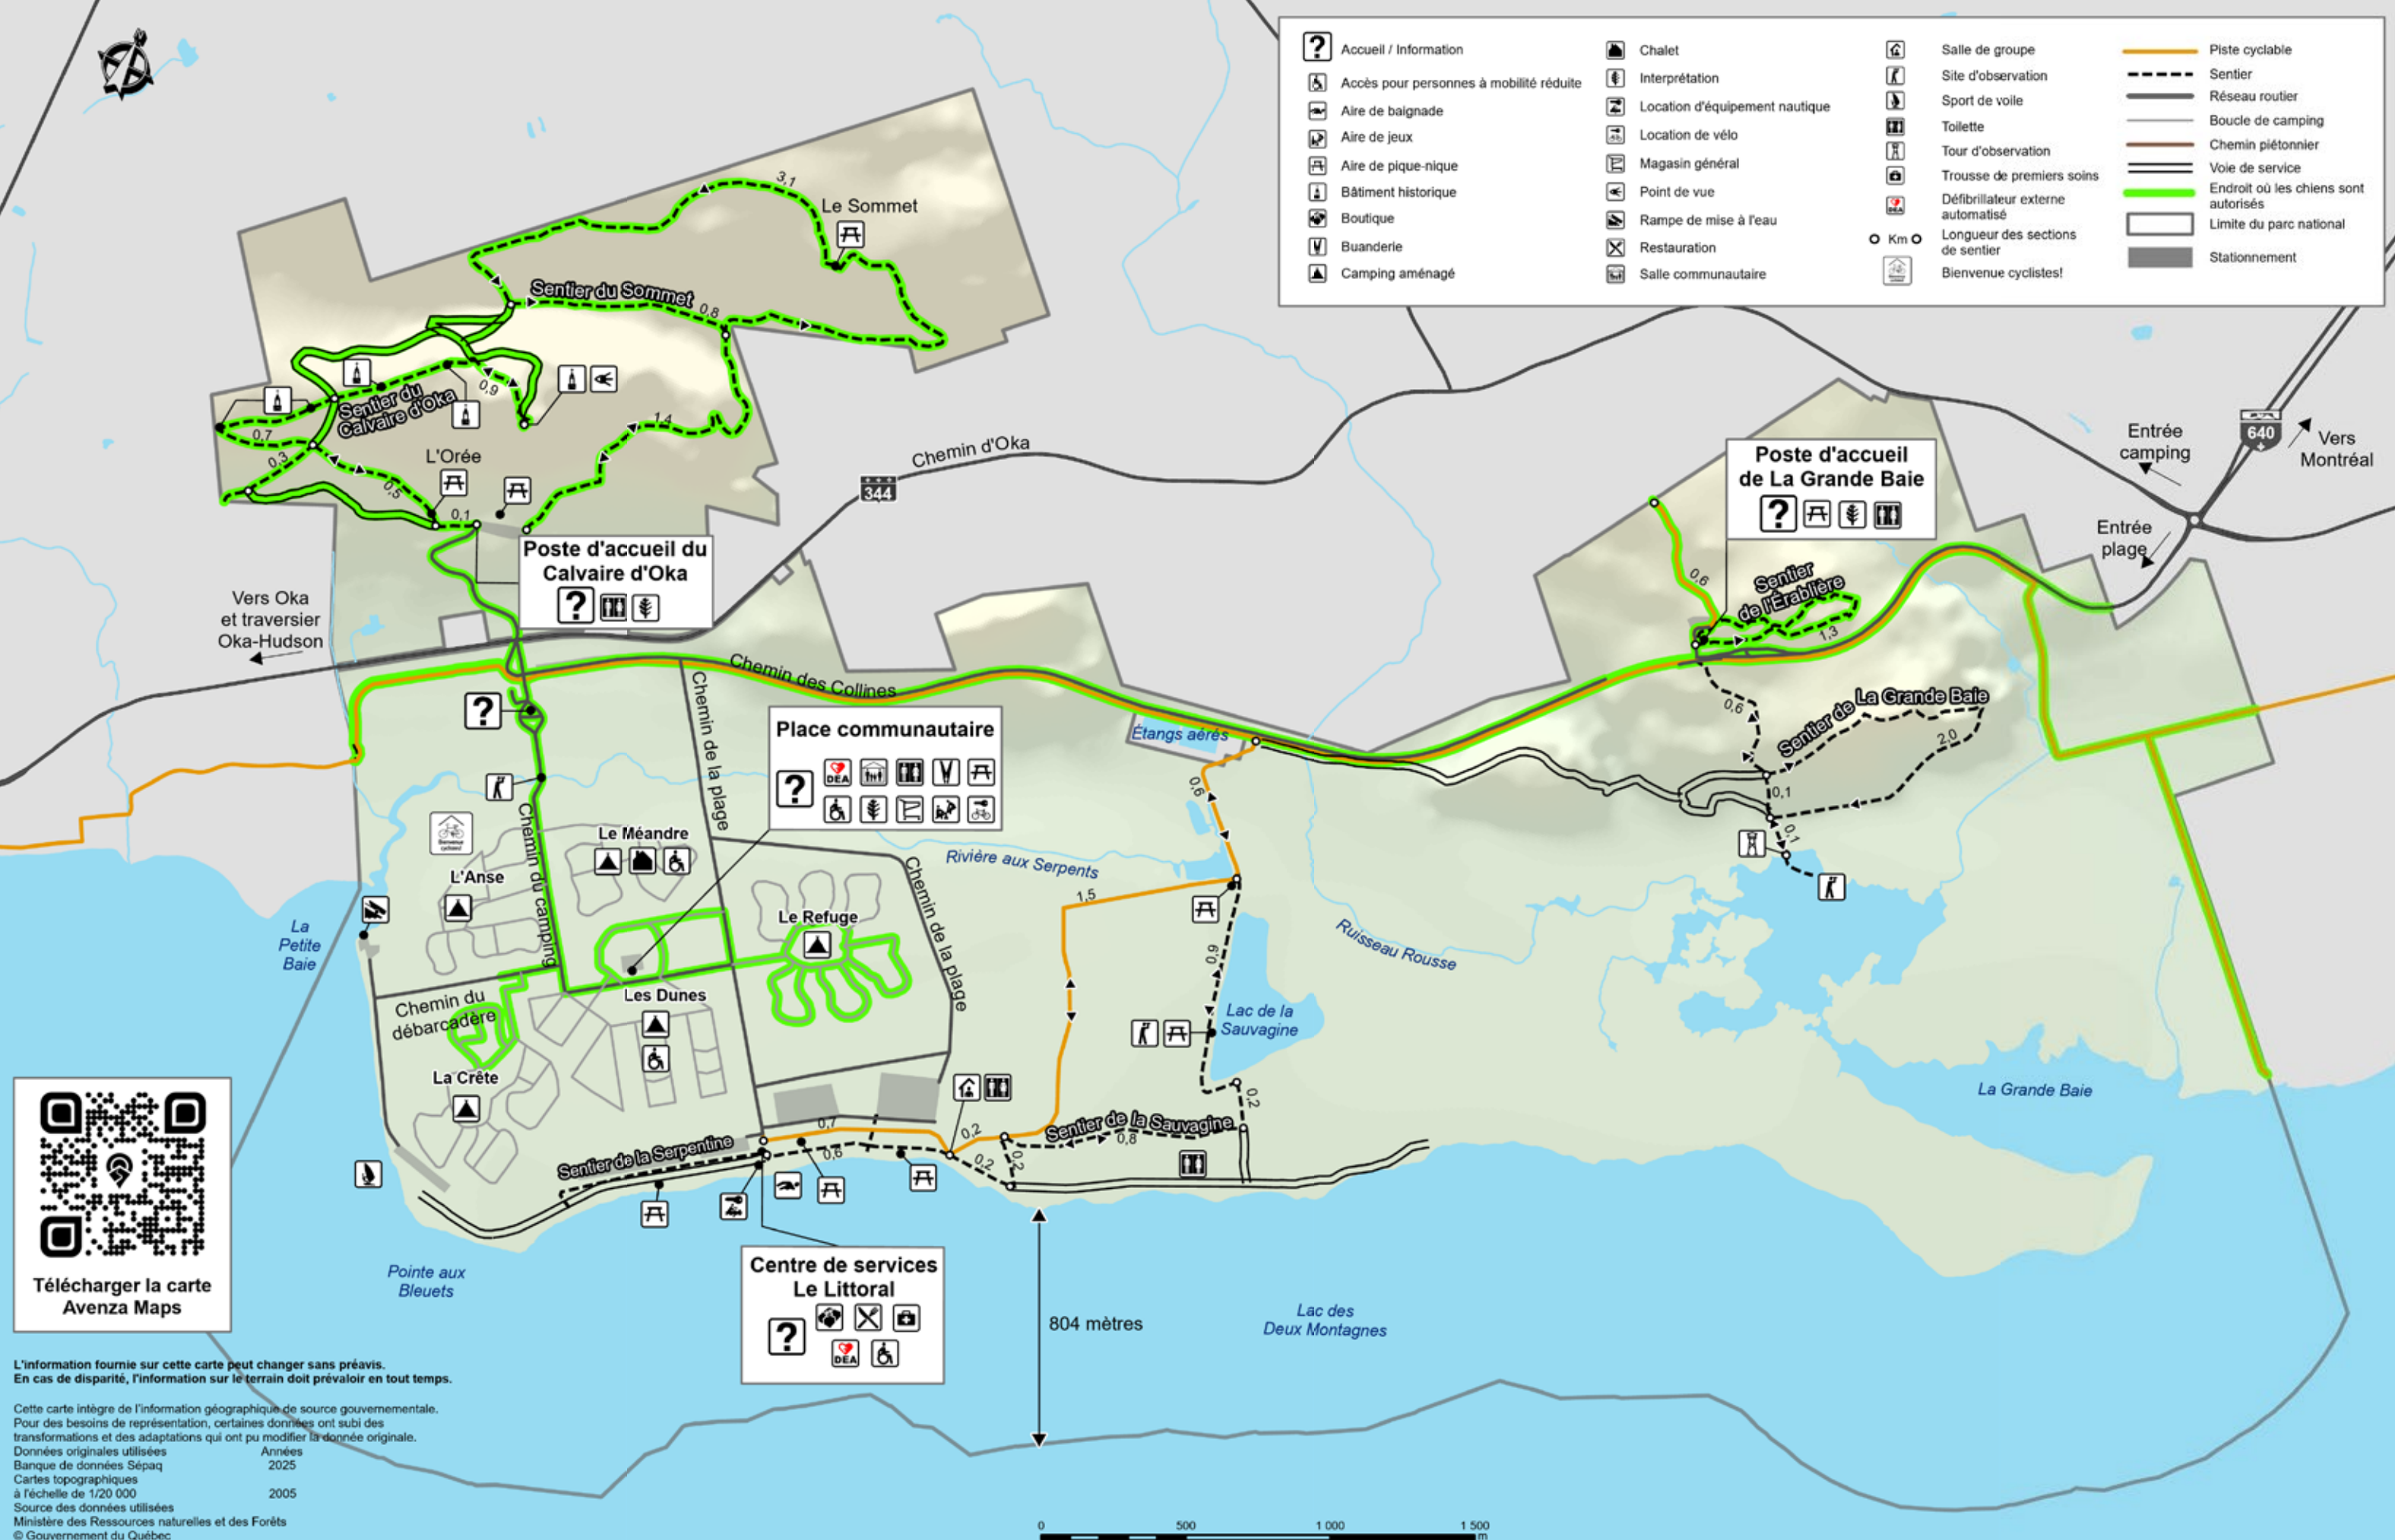 Accueil / Information
Accès pour personnes à mobilité réduite
Aire de baignade
Aire de jeux
Aire de pique-nique
Bâtiment historique
Boutique
Buanderie
Camping aménagé
Chalet
Interprétation
Location d'équipement nautique
Location de vélo
Magasin général
Point de vue
Rampe de mise à l'eau
Restauration
Salle communautaire
Salle de groupe
Site d'observation
Sport de voile
Toilette
Tour d'observation
Trousse de premiers soins
DEA
Défibrillateur externe
automatisé
Km
Longueur des sections
de sentier
Bienvenue cyclistes!
Piste cyclable
Sentier
Réseau routier
Boucle de camping
Chemin piétonnier
Voie de service
Endroit où les chiens sont
autorisés
Limite du parc national
Stationnement
3,1
Le Sommet
Sentier du Sommet
0,8
0,9
Sentier du
Calvaire d'Oka
0,7
0,3
1,4
L'Orée
0,5
0,1
Chemin d'Oka
344
640
Entrée
camping
Vers
Montréal
Entrée
plage
Poste d'accueil
de La Grande Baie
?
Poste d'accueil du
Calvaire d'Oka
?
Vers Oka
et traversier
Oka-Hudson
0,6
Sentier
de l'Érablière
1,3
Chemin des Collines
?
Chemin de la plage
Place communautaire
?
DEA
Étangs aérés
0,6
0,6
Sentier de La Grande Baie
2,0
0,1
0,1
Chemin du camping
Bienvenue
cyclistes!
Le Méandre
L'Anse
Rivière aux Serpents
Chemin de la plage
1,5
Le Refuge
La
Petite
Baie
0,9
Ruisseau Rousse
Les Dunes
Chemin du
débarcadère
Lac de la
Sauvagine
La Crête
La Grande Baie
0,2
Sentier de la Sauvagine
0,8
0,7
0,2
0,2
0,2
0,6
Sentier de la Serpentine
Télécharger la carte
Avenza Maps
Pointe aux
Bleuets
Centre de services
Le Littoral
?
DEA
804 mètres
Lac des
Deux Montagnes
L'information fournie sur cette carte peut changer sans préavis.
En cas de disparité, l'information sur le terrain doit prévaloir en tout temps.
Cette carte intègre de l'information géographique de source gouvernementale.
Pour des besoins de représentation, certaines données ont subi des
transformations et des adaptations qui ont pu modifier la donnée originale.
Données originales utilisées Années
Banque de données Sépaq 2025
Cartes topographiques
à l'échelle de 1/20 000 2005
Source des données utilisées
Ministère des Ressources naturelles et des Forêts
© Gouvernement du Québec
0 500 1 000 1 500
m